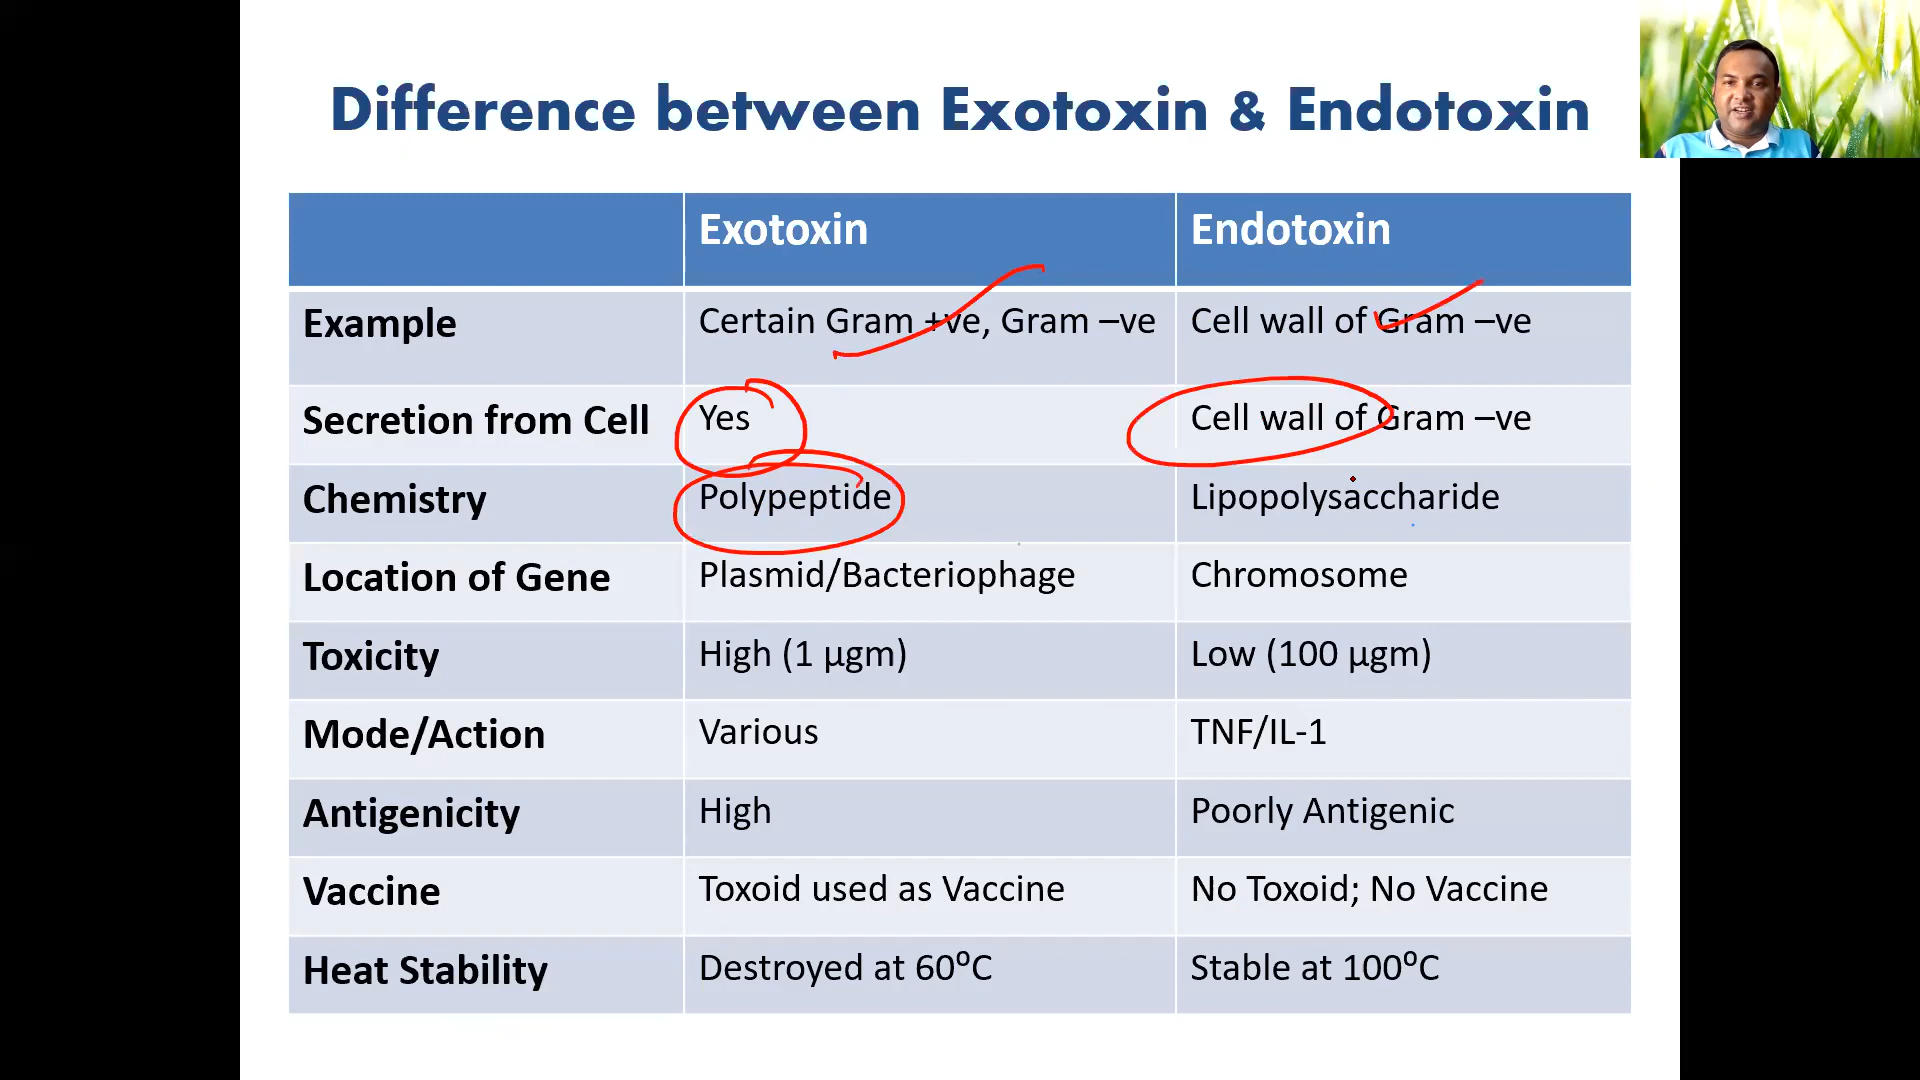 Difference between Exotoxin & Endotoxin
Exotoxin Endotoxin
Example Certain Gram +ve, Gram –ve Cell wall of Gram –ve
Secretion from Cell Yes Cell wall of Gram –ve
Chemistry Polypeptide Lipopolysaccharide
Location of Gene Plasmid/Bacteriophage Chromosome
Toxicity High (1 µgm) Low (100 µgm)
Mode/Action Various TNF/IL-1
Antigenicity High Poorly Antigenic
Vaccine Toxoid used as Vaccine No Toxoid; No Vaccine
Heat Stability Destroyed at 60⁰C Stable at 100⁰C